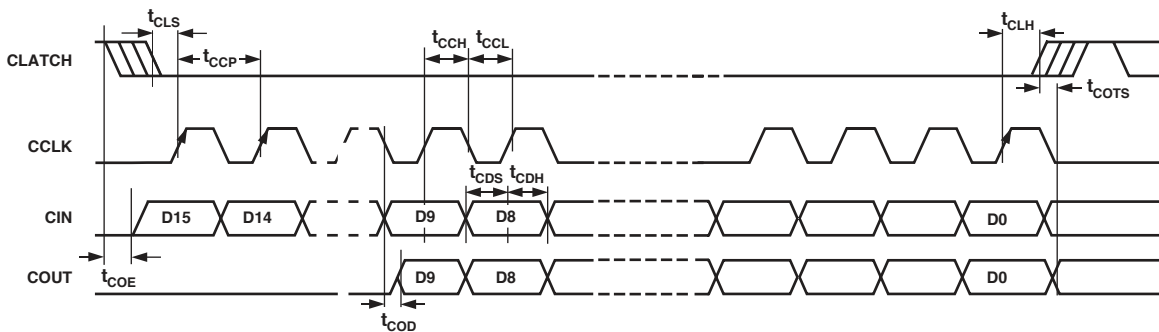 tCLS
tCCH
tCCL
tCLH
CLATCH
tCCP
tCOTS
CCLK
tCDS
tCDH
CIN
D15
D14
D9
D8
D0
tCOE
COUT
D9
D8
D0
tCOD